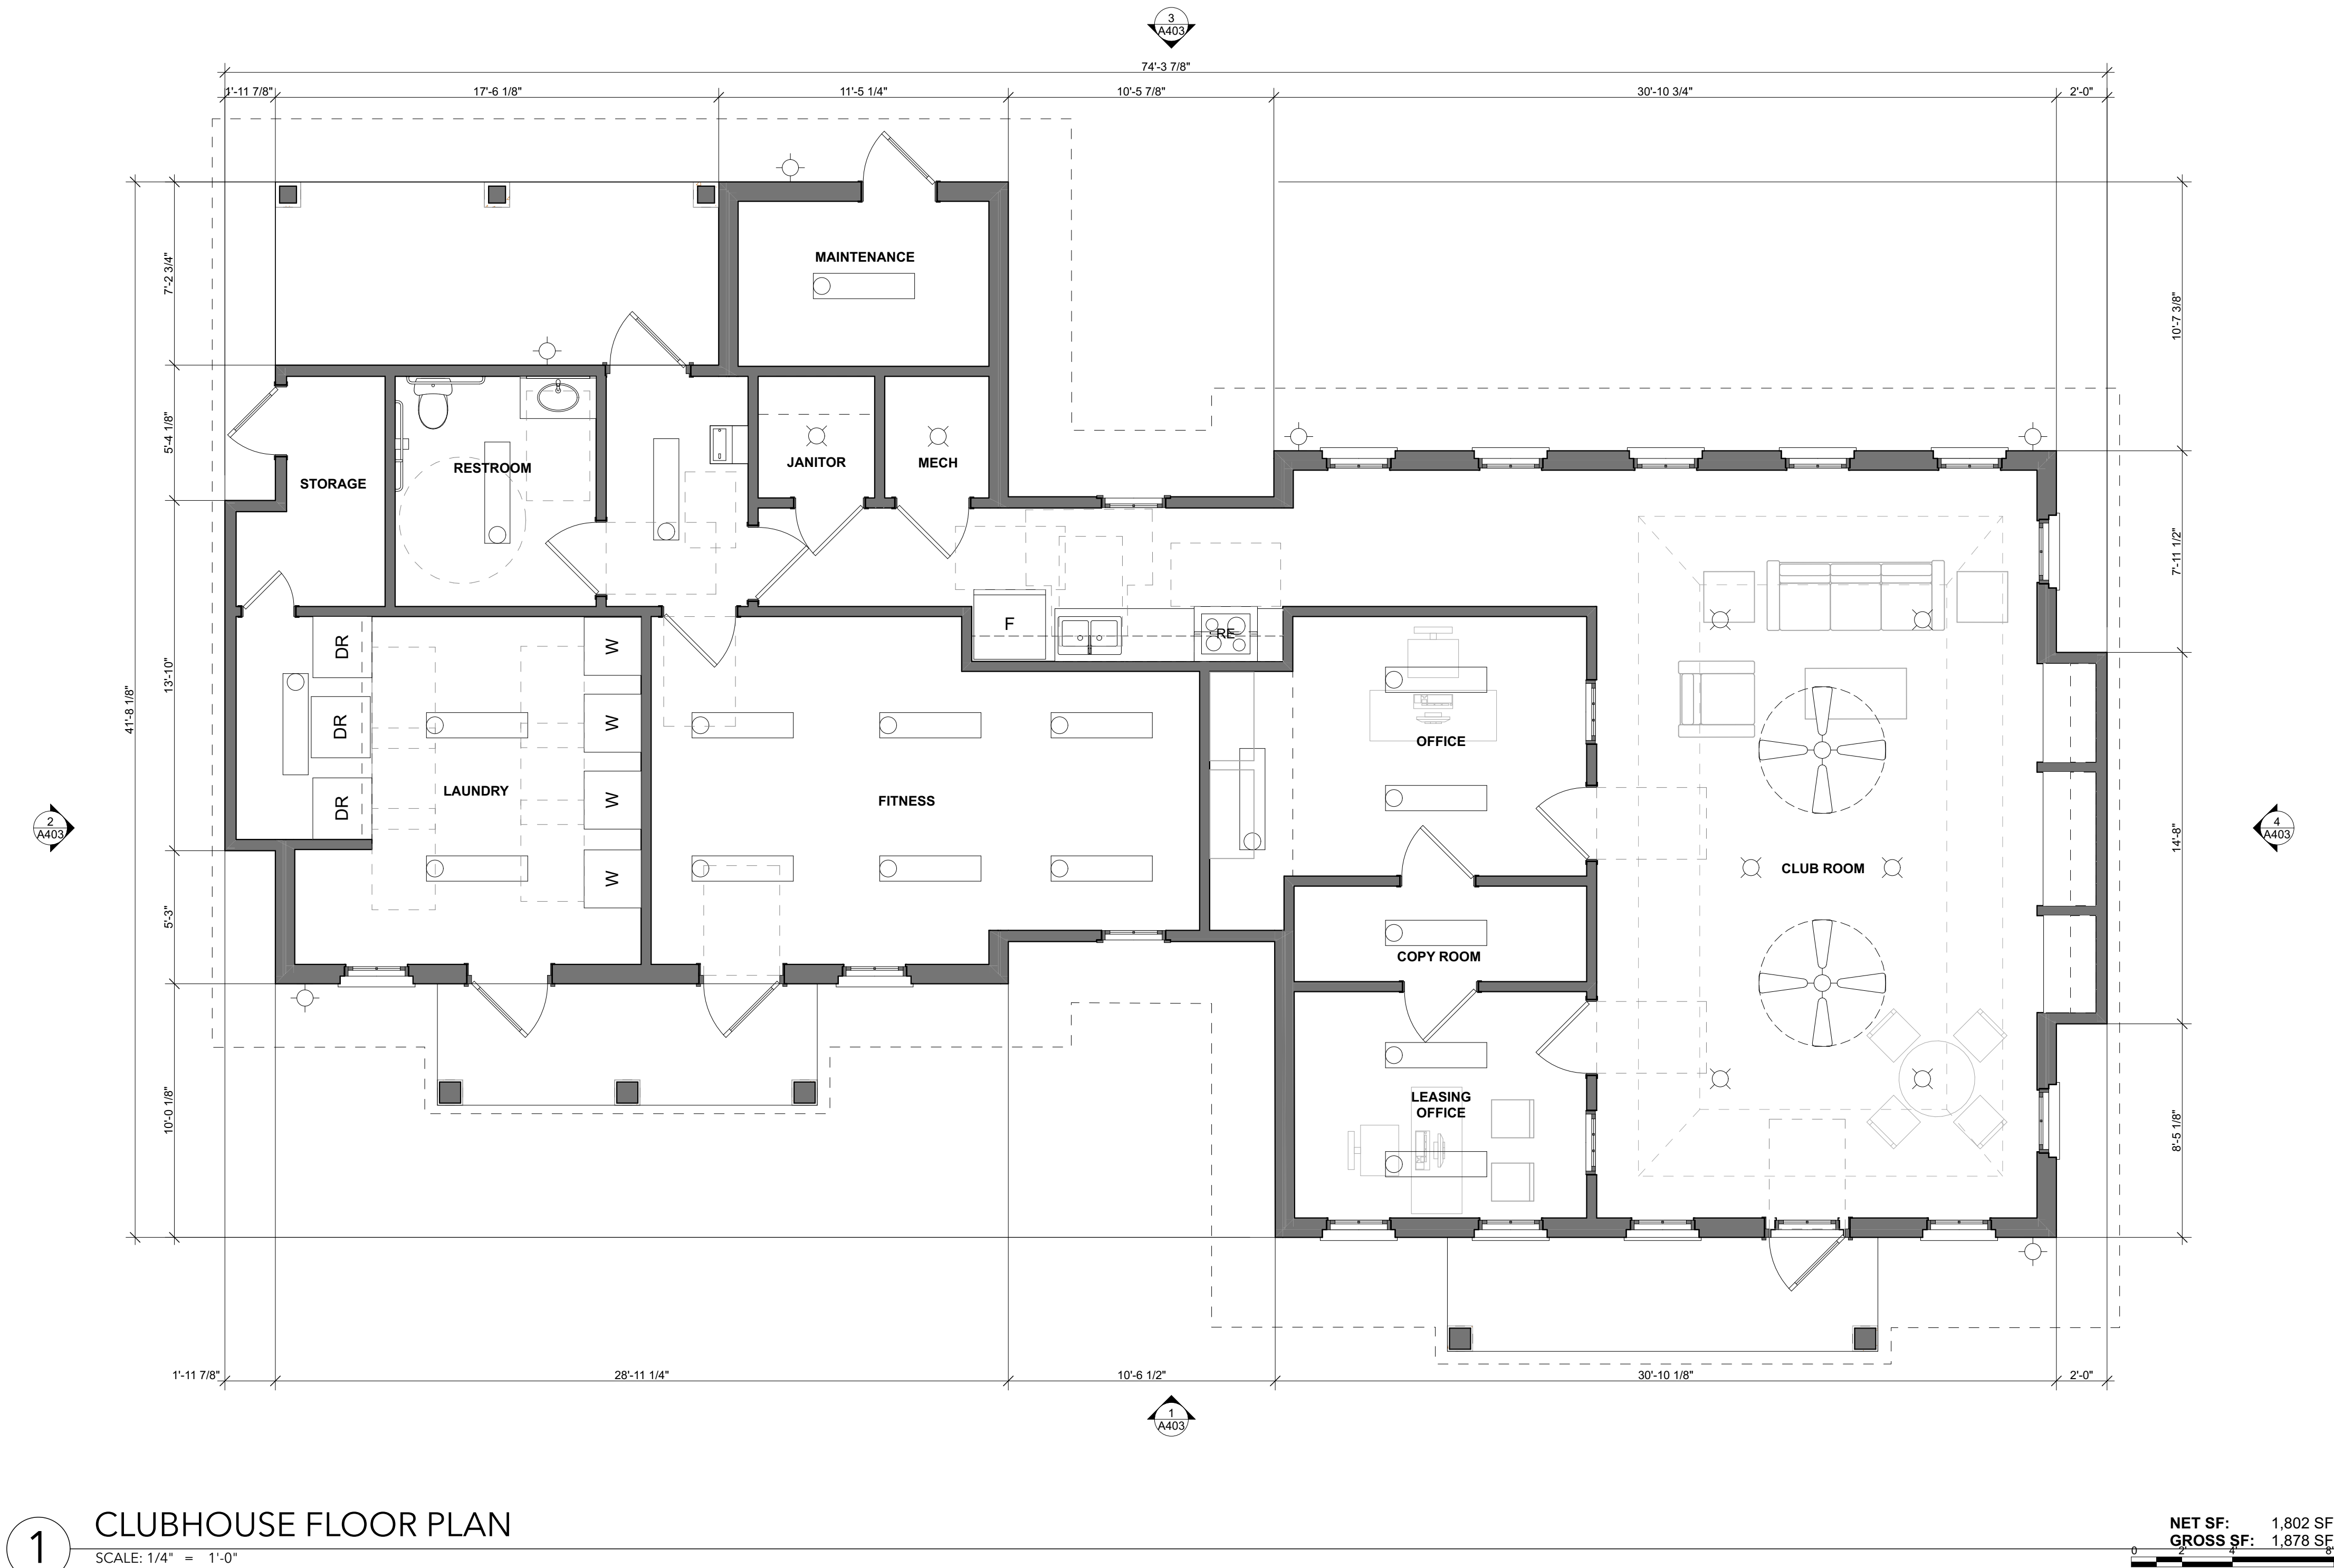 3
A403
74'-3 7/8"
1'-11 7/8"
17'-6 1/8"
11'-5 1/4"
10'-5 7/8"
30'-10 3/4"
2'-0"
MAINTENANCE
7'-2 3/4"
10'-7 3/8"
5'-4 1/8"
STORAGE
RESTROOM
JANITOR
MECH
7'-11 1/2"
F
RE
DR
W
DR
W
DR
W
W
13'-10"
41'-8 1/8"
LAUNDRY
FITNESS
OFFICE
2
A403
4
A403
14'-8"
CLUB ROOM
5'-3"
COPY ROOM
10'-0 1/8"
LEASING
OFFICE
8'-5 1/8"
1'-11 7/8"
28'-11 1/4"
10'-6 1/2"
30'-10 1/8"
2'-0"
1
A403
1
CLUBHOUSE FLOOR PLAN
SCALE: 1/4" = 1'-0"
NET SF: 1,802 SF
GROSS SF: 1,878 SF
0 2' 4' 8'